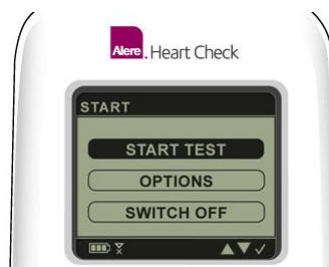 Alere. Heart Check
START
START TEST
OPTIONS
SWITCH OFF